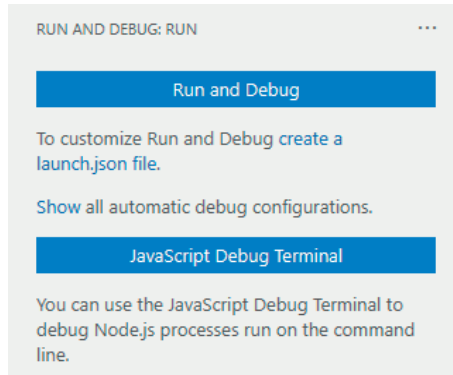 RUN AND DEBUG: RUN
Run and Debug
To customize Run and Debug create a
launch.json file.
Show all automatic debug configurations.
JavaScript Debug Terminal
You can use the JavaScript Debug Terminal to
debug Node.js processes run on the command
line.